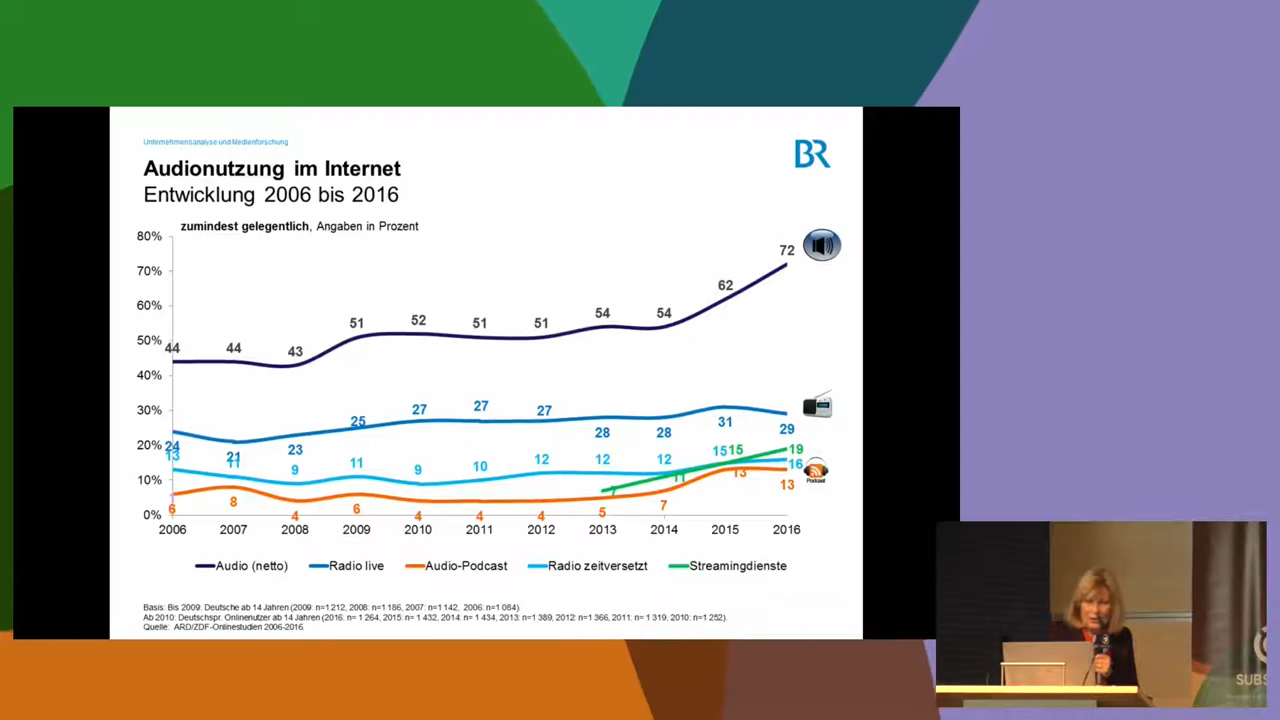 Unternehmensanalyse und Medienforschung
BR
Audionutzung im Internet
Entwicklung 2006 bis 2016
zumindest gelegentlich, Angaben in Prozent
80%
70%
60%
50%
40%
30%
20%
10%
0%
44 44 43 51 52 51 51 54 54 62 72
24 21 23 25 27 27 27 28 28 31 29
13 11 9 11 9 10 12 12 12 15 16
7 11 15 19
6 8 4 6 4 4 4 5 7 13 13
Podcast
2006 2007 2008 2009 2010 2011 2012 2013 2014 2015 2016
Audio (netto) Radio live Audio-Podcast Radio zeitversetzt Streamingdienste
Basis: Bis 2009: Deutsche ab 14 Jahren (2009: n=1 212, 2008: n=1 186, 2007: n=1 142, 2006: n=1 084).
Ab 2010: Deutschspr. Onlinenutzer ab 14 Jahren (2016: n= 1 264, 2015: n= 1 432, 2014: n= 1 434, 2013: n=1 389, 2012: n=1 366, 2011: n= 1 319, 2010: n=1 252).
Quelle: ARD/ZDF-Onlinestudien 2006-2016.
SUBS